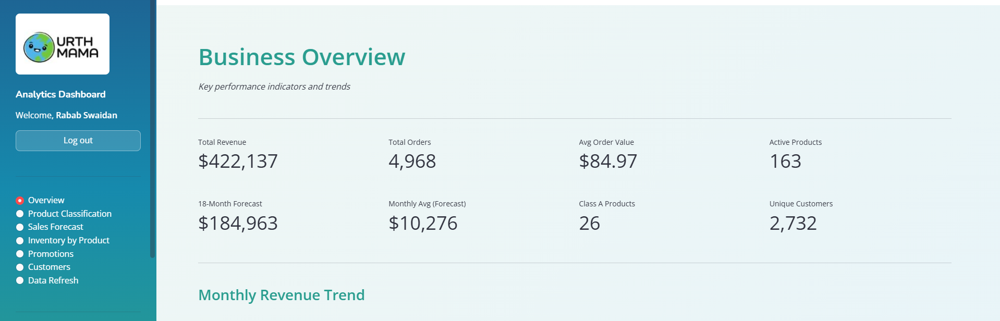 URTH
MAMA
Analytics Dashboard
Welcome, Rabab Swaidan
Log out
Overview
Product Classification
Sales Forecast
Inventory by Product
Promotions
Customers
Data Refresh
Business Overview
Key performance indicators and trends
Total Revenue
$422,137
Total Orders
4,968
Avg Order Value
$84.97
Active Products
163
18-Month Forecast
$184,963
Monthly Avg (Forecast)
$10,276
Class A Products
26
Unique Customers
2,732
Monthly Revenue Trend